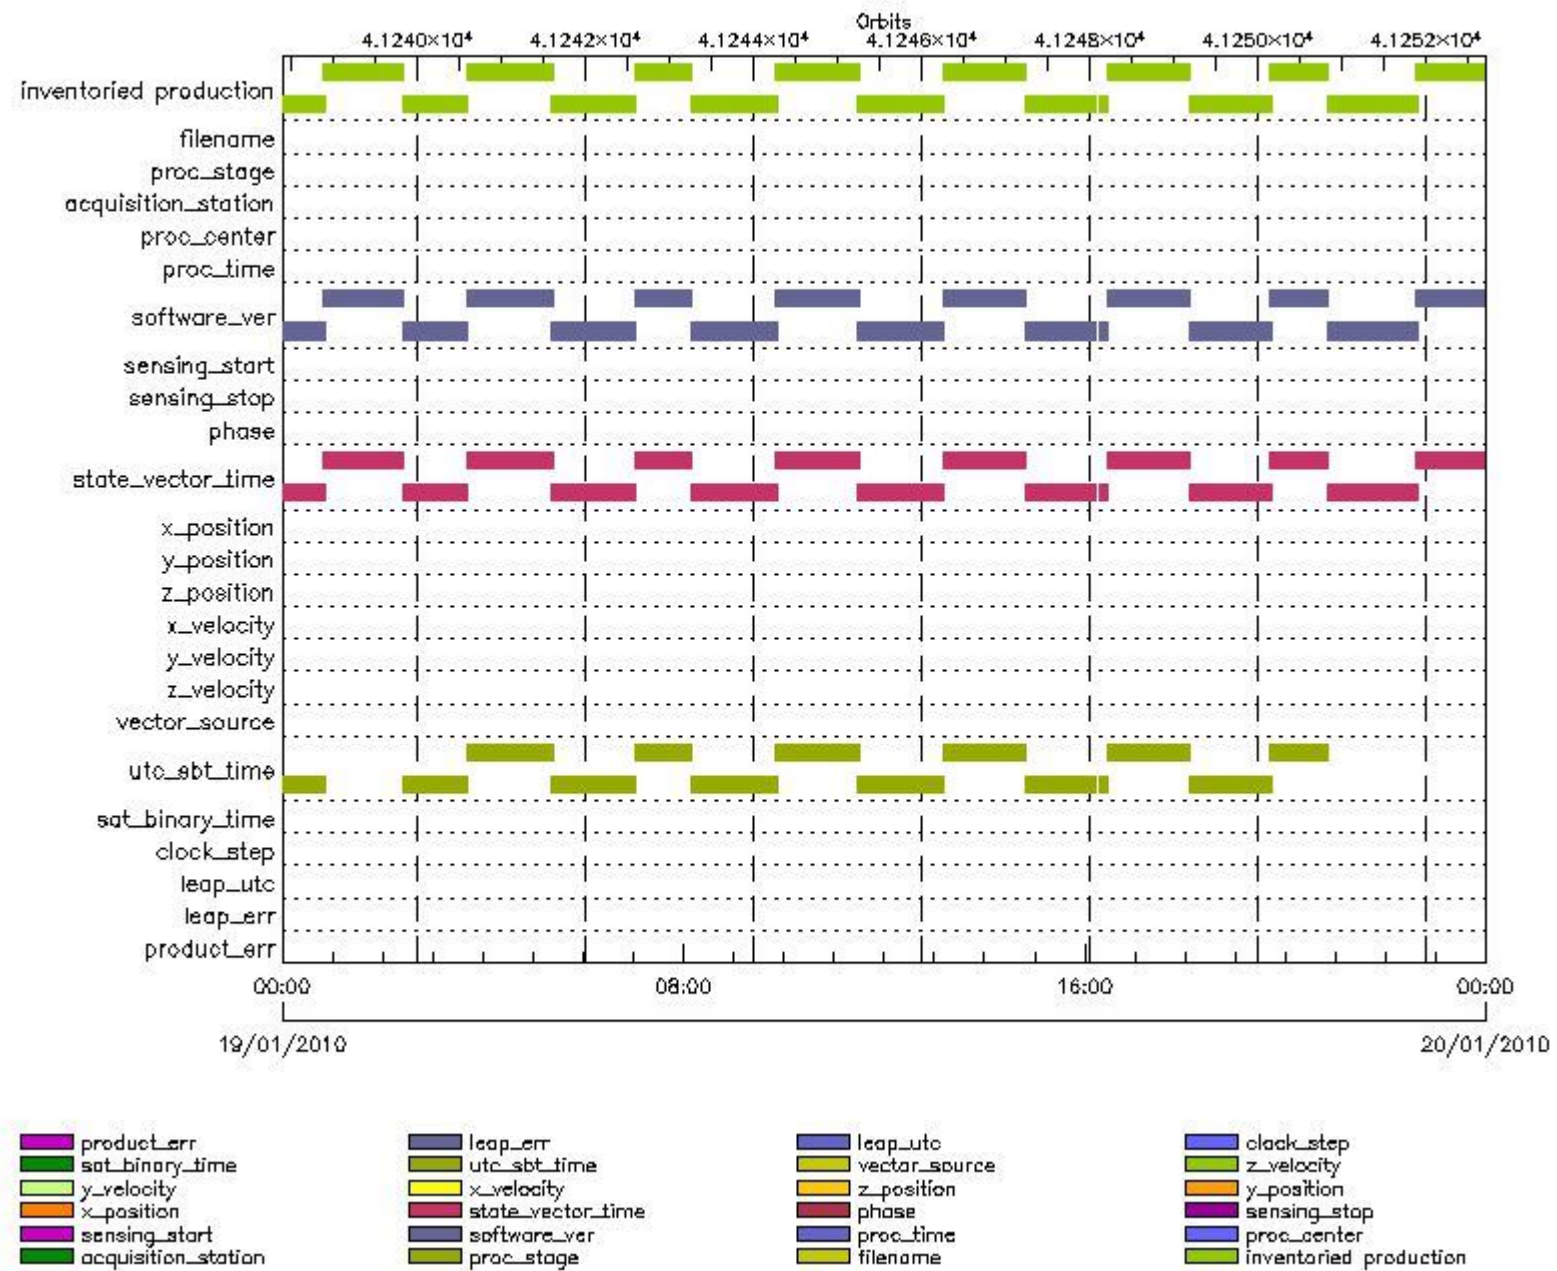 Orbits
4.1240×10⁴ 4.1242×10⁴ 4.1244×10⁴ 4.1246×10⁴ 4.1248×10⁴ 4.1250×10⁴ 4.1252×10⁴
inventoried production
filename
proc_stage
acquisition_station
proc_center
proc_time
software_ver
sensing_start
sensing_stop
phase
state_vector_time
x_position
y_position
z_position
x_velocity
y_velocity
z_velocity
vector_source
utc_sbt_time
sat_binary_time
clock_step
leap_utc
leap_err
product_err
00:00 08:00 16:00 00:00
19/01/2010 20/01/2010
product_err leap_err leap_utc clock_step
sat_binary_time utc_sbt_time vector_source z_velocity
y_velocity x_velocity z_position y_position
x_position state_vector_time phase sensing_stop
sensing_start software_ver proc_time proc_center
acquisition_station proc_stage filename inventoried production